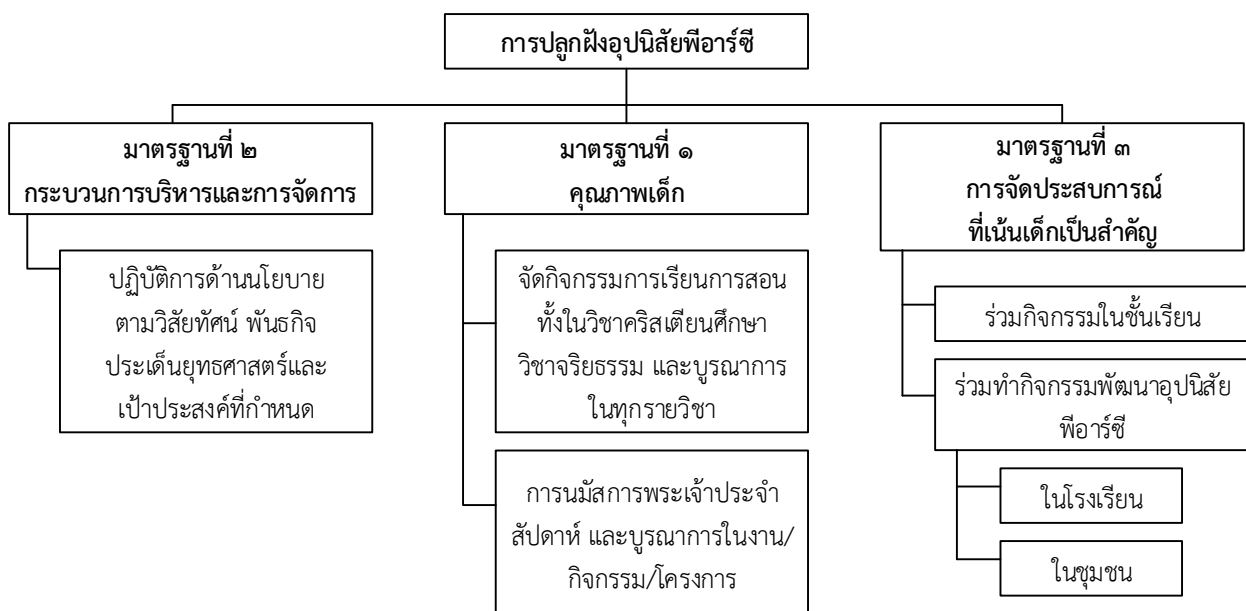 การปลูกฝังอุปนิสัยพีอาร์ซี
มาตรฐานที่ ๒
กระบวนการบริหารและการจัดการ
ปฏิบัติการด้านนโยบาย
ตามวิสัยทัศน์ พันธกิจ
ประเด็นยุทธศาสตร์และ
เป้าประสงค์ที่กำหนด
มาตรฐานที่ ๑
คุณภาพเด็ก
จัดกิจกรรมการเรียนการสอน
ทั้งในวิชาคริสเตียนศึกษา
วิชาจริยธรรม และบูรณาการ
ในทุกรายวิชา
การนมัสการพระเจ้าประจำ
สัปดาห์ และบูรณาการในงาน/
กิจกรรม/โครงการ
มาตรฐานที่ ๓
การจัดประสบการณ์
ที่เน้นเด็กเป็นสำคัญ
ร่วมกิจกรรมในชั้นเรียน
ร่วมทำกิจกรรมพัฒนาอุปนิสัย
พีอาร์ซี
ในโรงเรียน
ในชุมชน